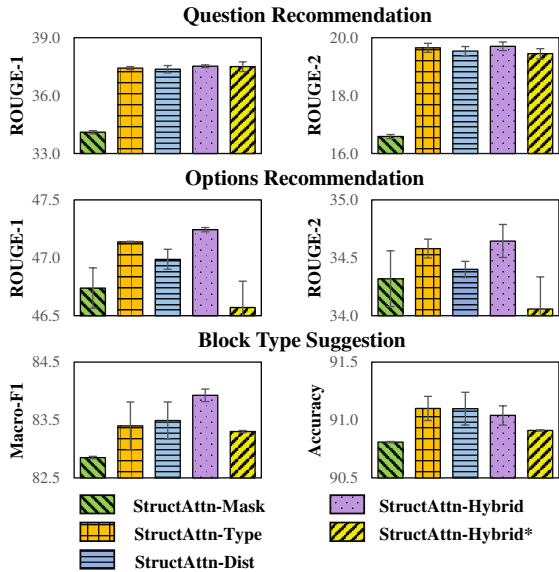 Question Recommendation
ROUGE-1
39.0
36.0
33.0
ROUGE-2
20.0
18.0
16.0
Options Recommendation
ROUGE-1
47.5
47.0
46.5
ROUGE-2
35.0
34.5
34.0
Block Type Suggestion
Macro-F1
84.5
83.5
82.5
Accuracy
91.5
91.0
90.5
StructAttn-Mask
StructAttn-Hybrid
StructAttn-Type
StructAttn-Hybrid*
StructAttn-Dist